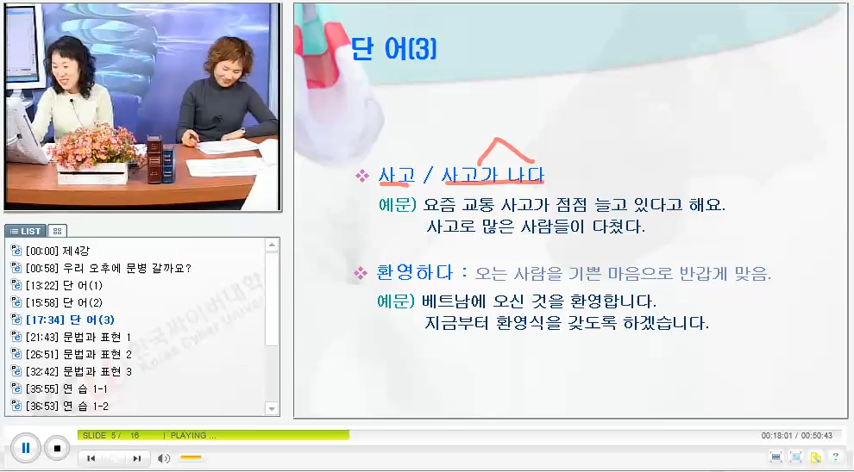 단 어(3)
❖ 사고 / 사고가 나다
예문) 요즘 교통 사고가 점점 늘고 있다고 해요.
사고로 많은 사람들이 다쳤다.
❖ 환영하다 : 오는 사람을 기쁜 마음으로 반갑게 맞음.
예문) 베트남에 오신 것을 환영합니다.
지금부터 환영식을 갖도록 하겠습니다.
LIST
[00:00] 제4강
[00:58] 우리 오후에 문병 갈까요?
[13:22] 단 어(1)
[15:58] 단 어(2)
[17:34] 단 어(3)
[21:43] 문법과 표현 1
[26:51] 문법과 표현 2
[32:42] 문법과 표현 3
[35:55] 연 습 1-1
[36:53] 연 습 1-2
SLIDE 5 / 16 | PLAYING ...
00:18:01 / 00:50:43